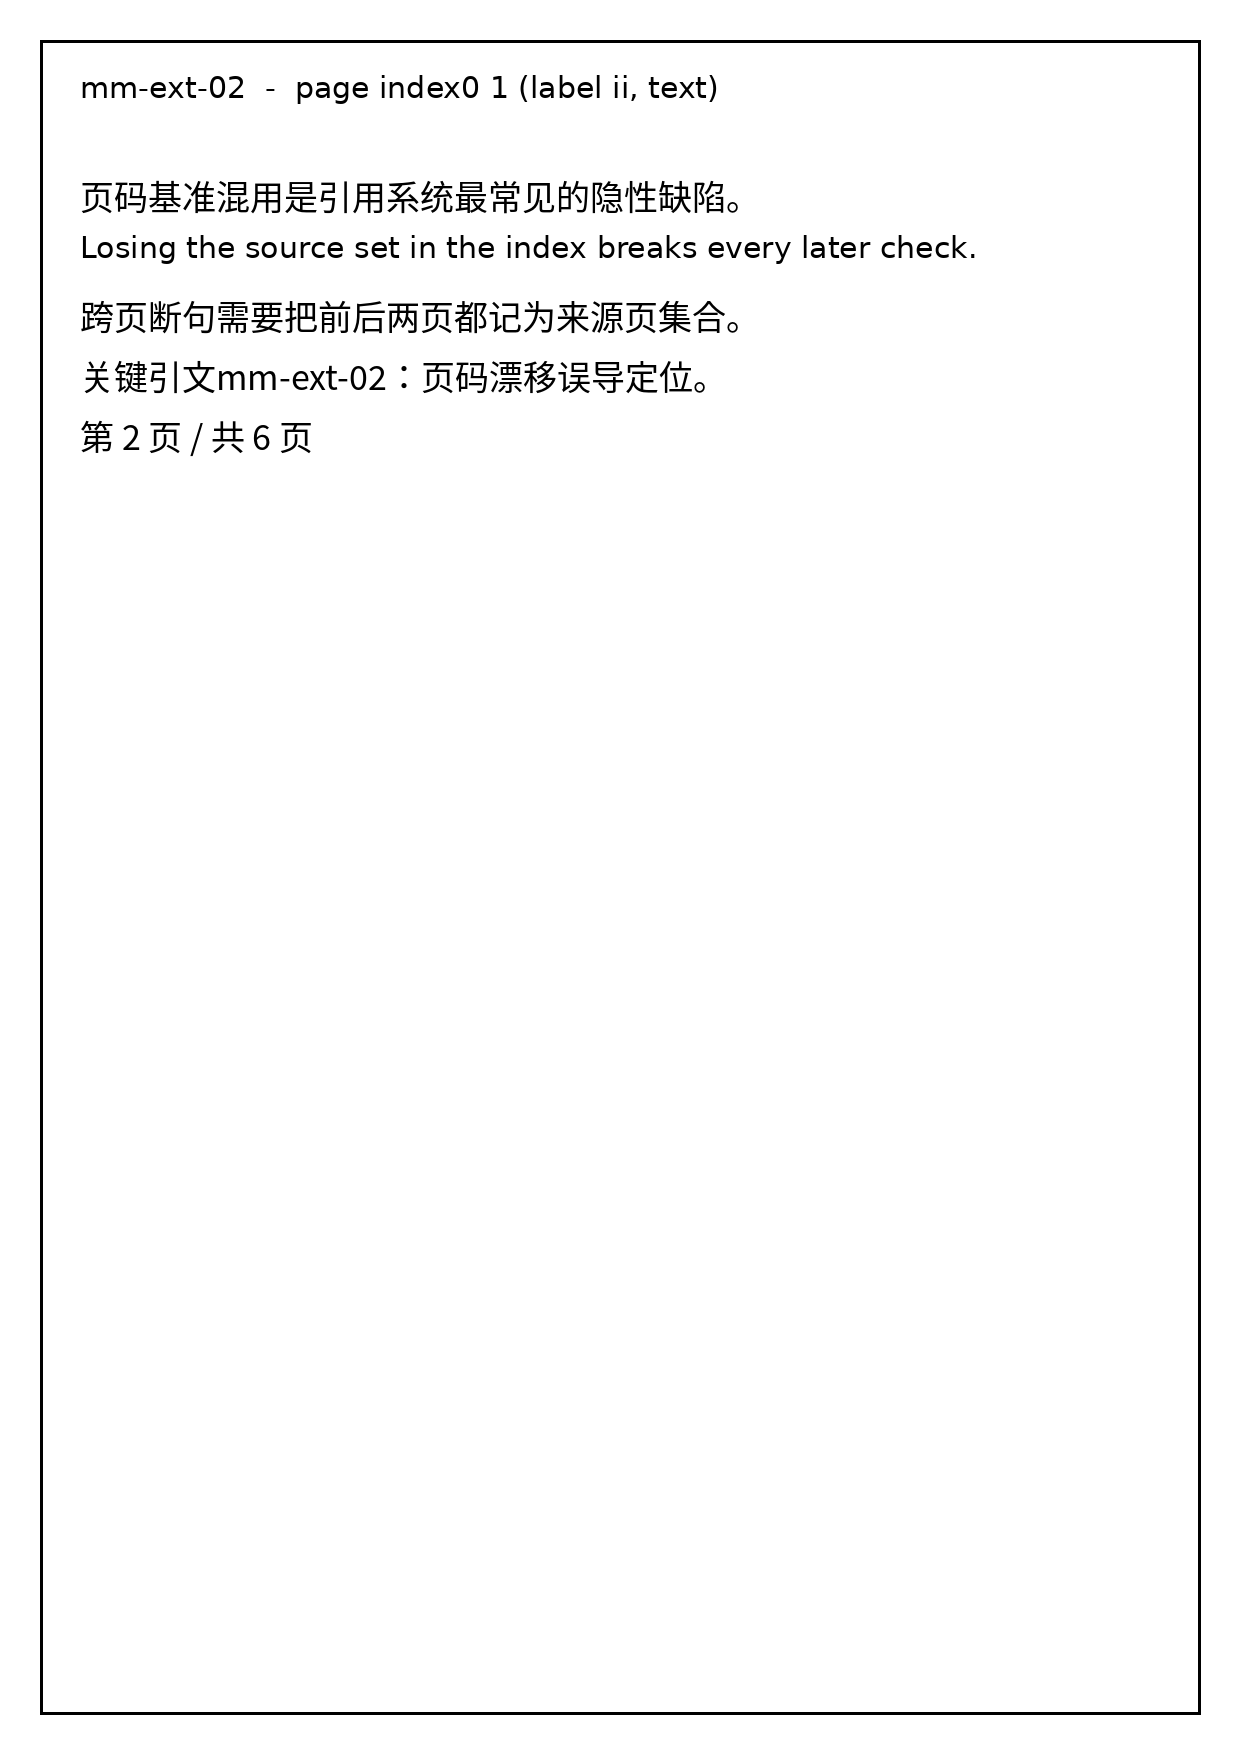 mm-ext-02 - page index0 1 (label ii, text)
页码基准混用是引用系统最常见的隐性缺陷。
Losing the source set in the index breaks every later check.
跨页断句需要把前后两页都记为来源页集合。
关键引文mm-ext-02：页码漂移误导定位。
第 2 页 / 共 6 页